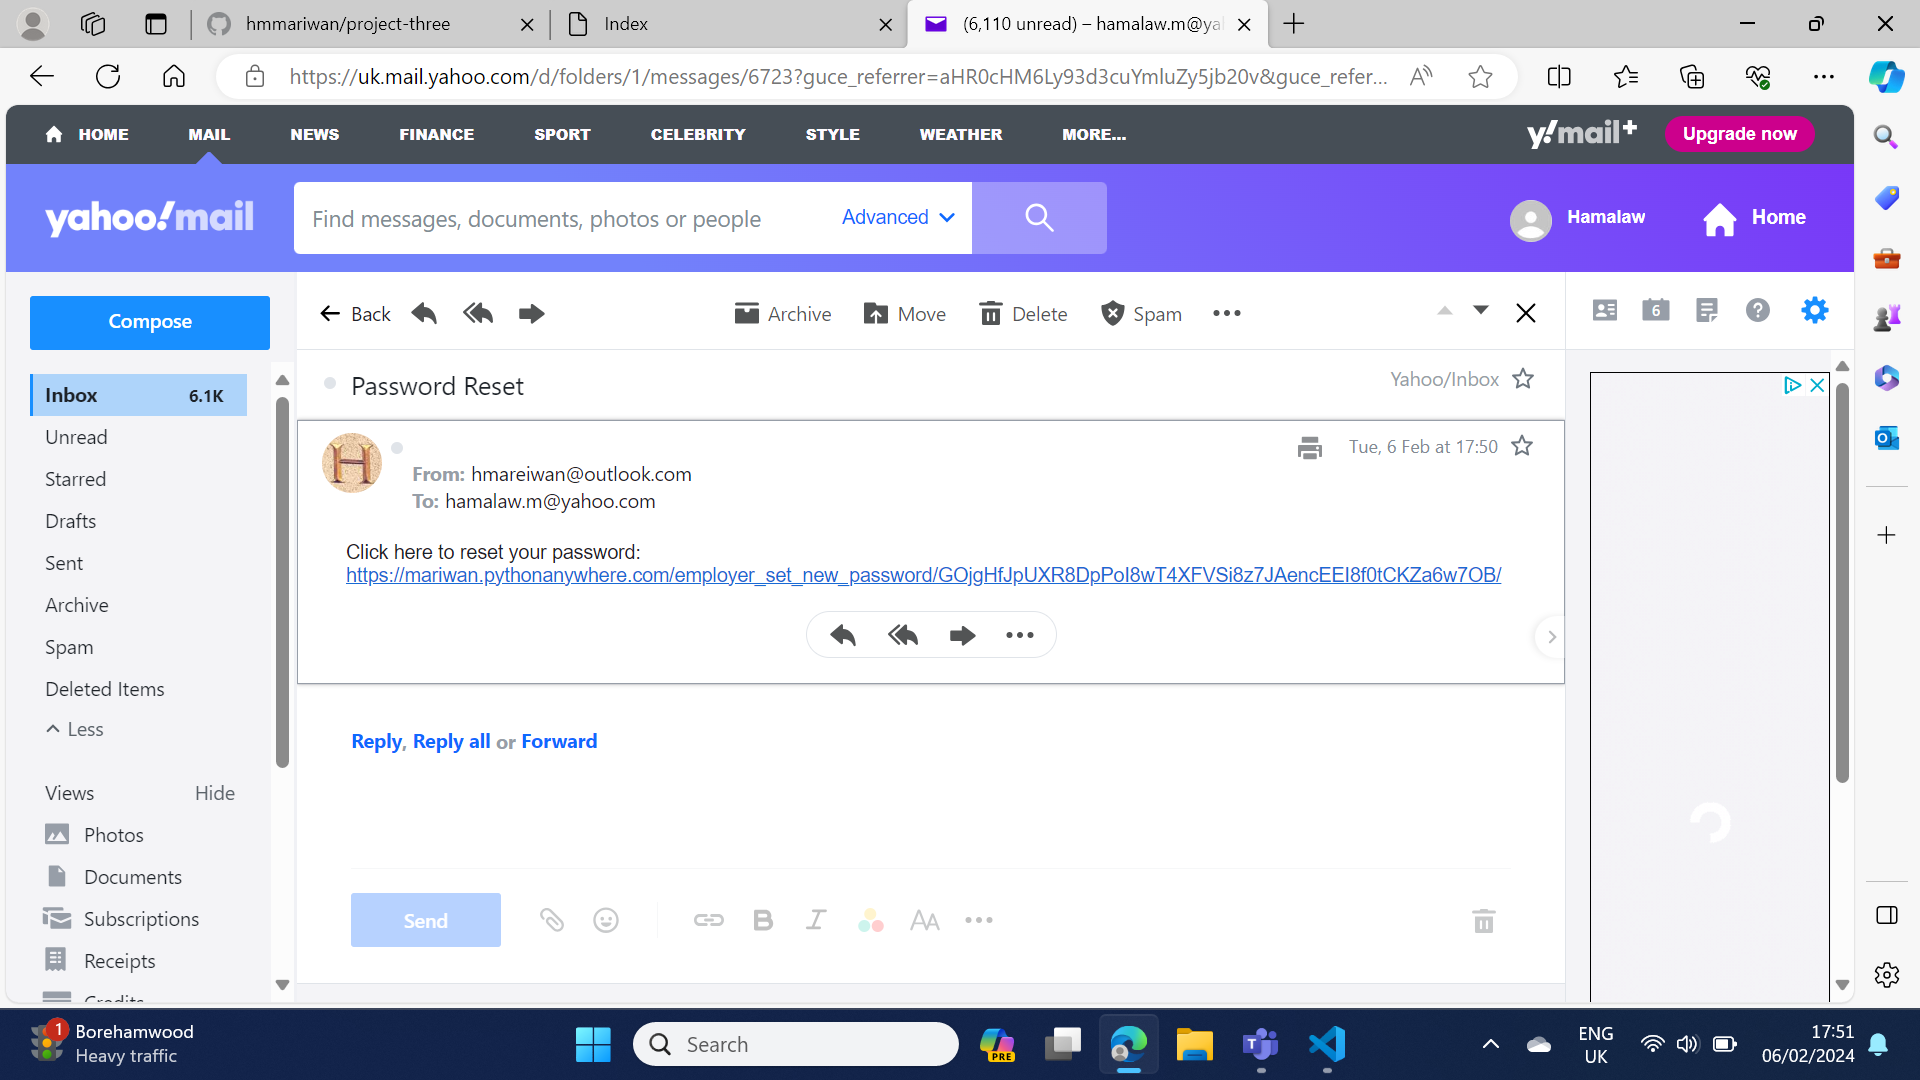 hmmariwan/project-three
Index
(6,110 unread) – hamalaw.m@yal
https://uk.mail.yahoo.com/d/folders/1/messages/6723?guce_referrer=aHR0cHM6Ly93d3cuYmluZy5jb20v&guce_refer...
HOME MAIL NEWS FINANCE SPORT CELEBRITY STYLE WEATHER MORE...
y!mail+ Upgrade now
yahoo!mail
Find messages, documents, photos or people
Advanced
Hamalaw
Home
Compose
Back
Archive
Move
Delete
Spam
6
Inbox 6.1K
Unread
Starred
Drafts
Sent
Archive
Spam
Deleted Items
Less
Views Hide
Photos
Documents
Subscriptions
Receipts
Credits
Password Reset
Yahoo/Inbox
H
Tue, 6 Feb at 17:50
From: hmareiwan@outlook.com
To: hamalaw.m@yahoo.com
Click here to reset your password:
https://mariwan.pythonanywhere.com/employer_set_new_password/GOjgHfJpUXR8DpPoI8wT4XFVSi8z7JAencEEI8f0tCKZa6w7OB/
Reply, Reply all or Forward
Send
1
Borehamwood
Heavy traffic
Search
PRE
ENG
UK
17:51
06/02/2024